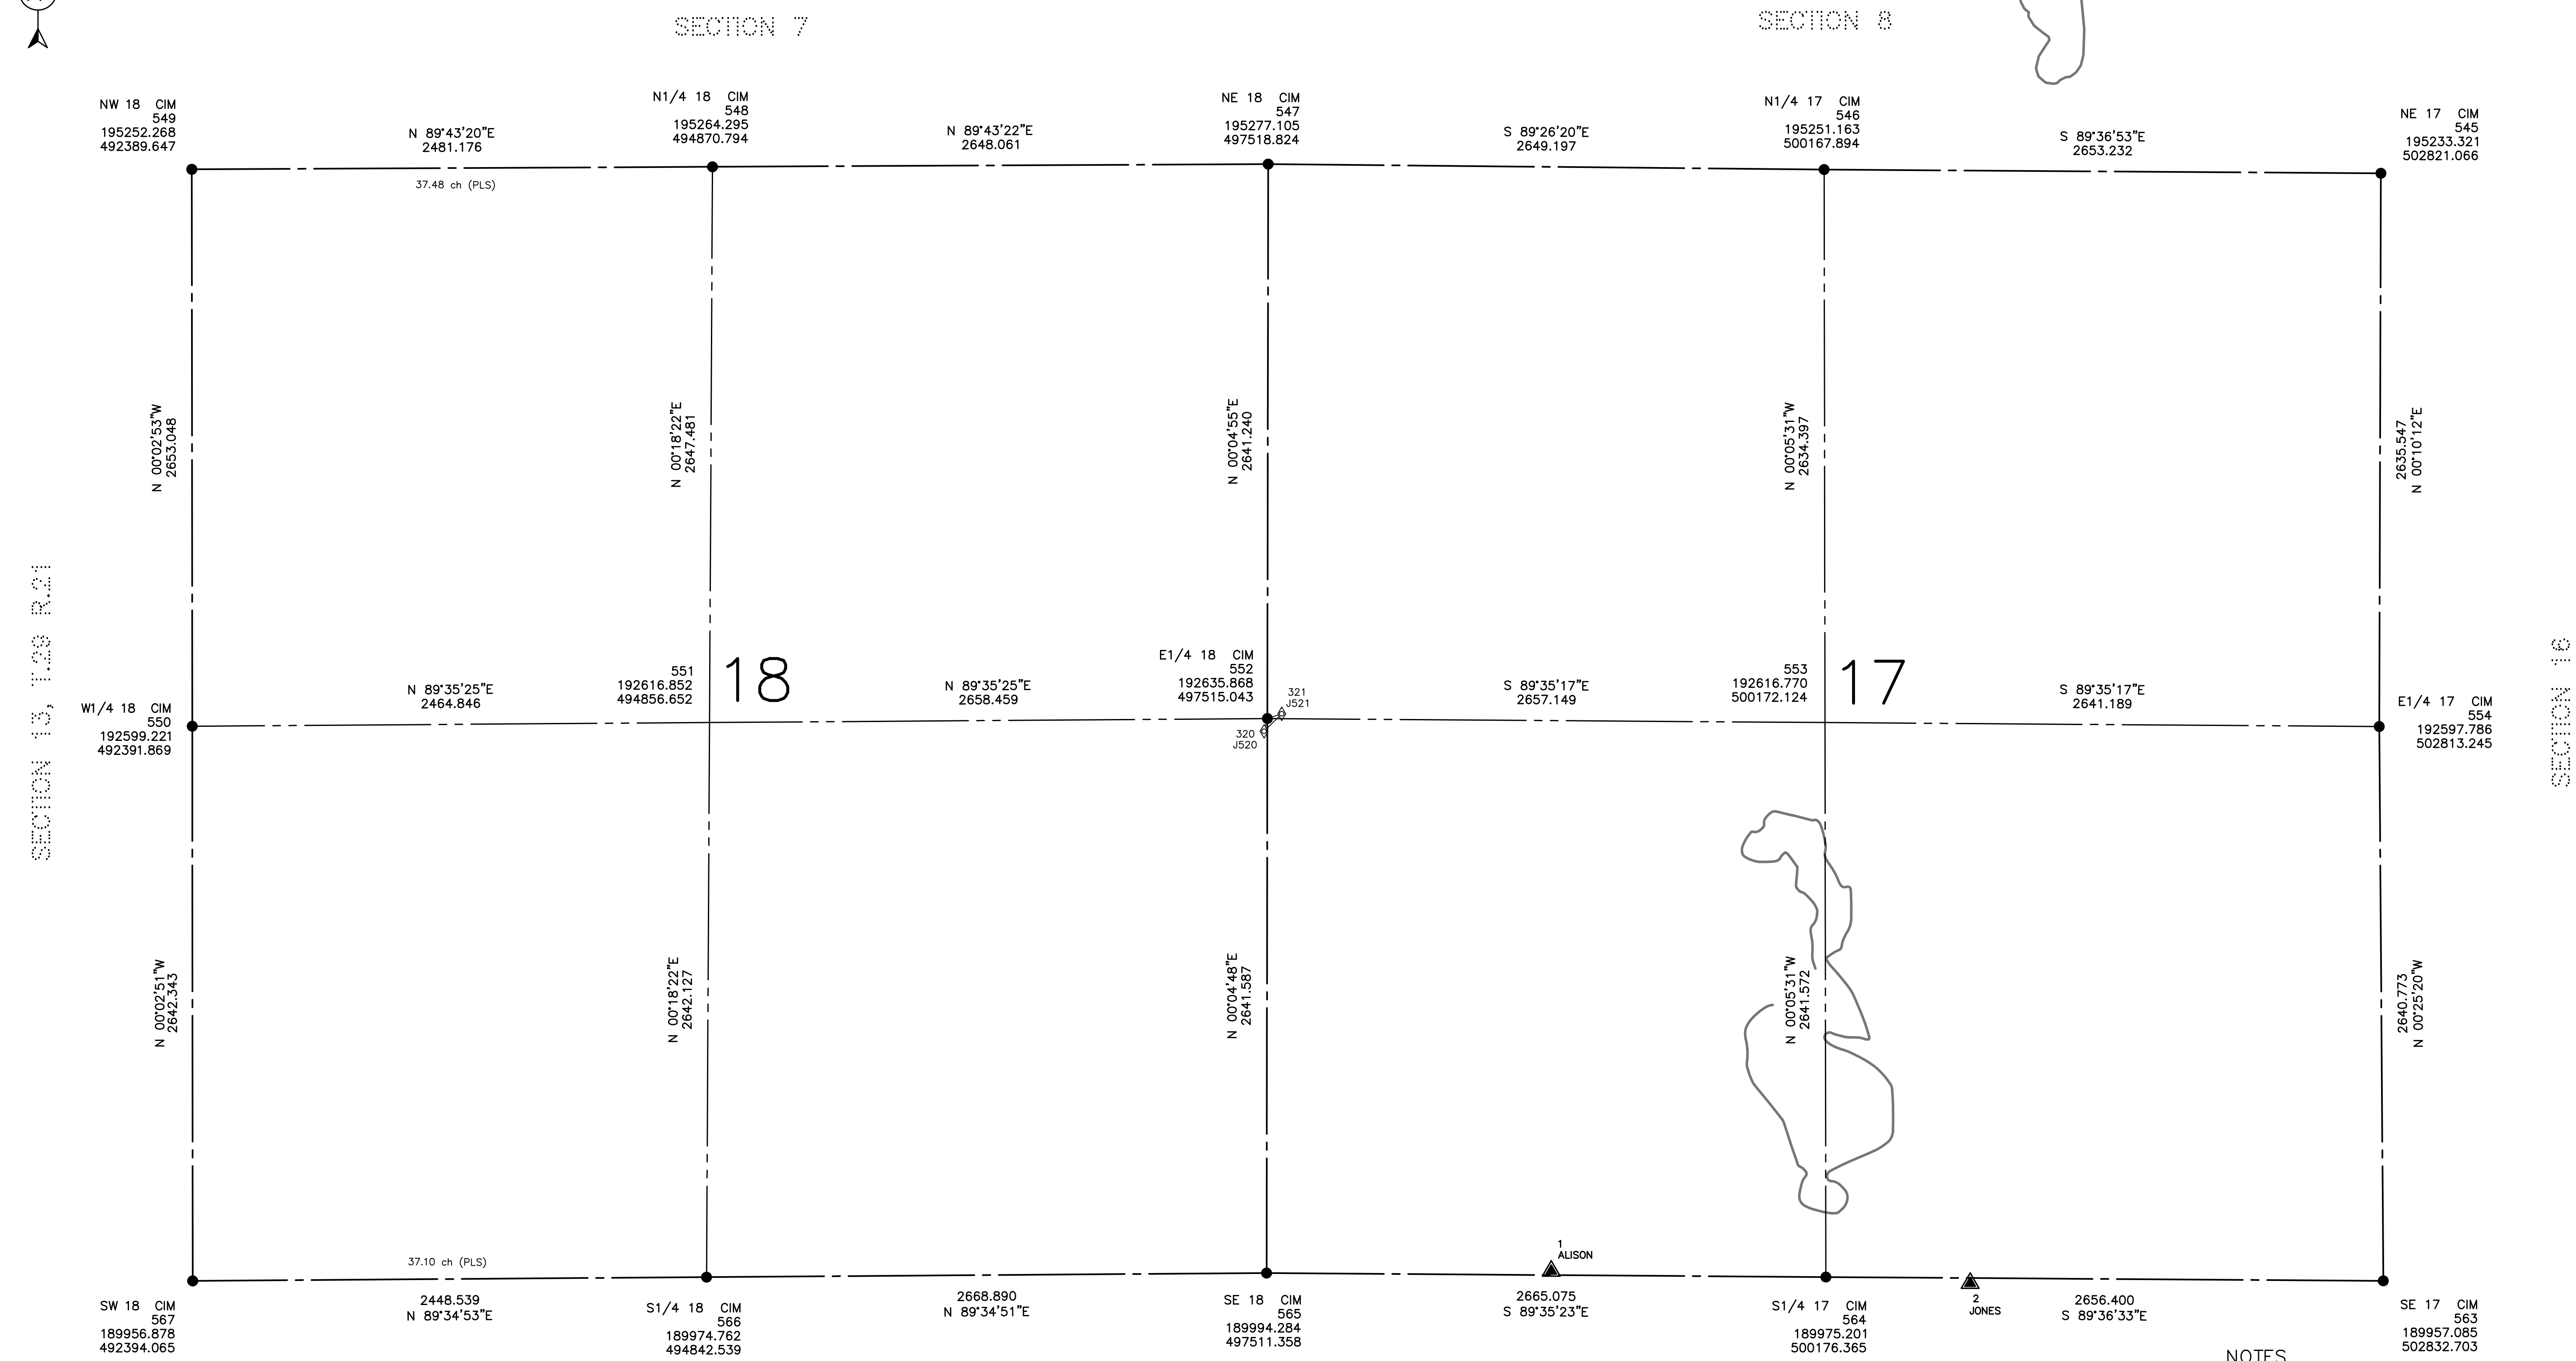 SECTION 7
SECTION 8
NW 18 CIM
549
195252.268
492389.647
N 89°43'20"E
2481.176
37.48 ch (PLS)
N1/4 18 CIM
548
195264.295
494870.794
N 89°43'22"E
2648.061
NE 18 CIM
547
195277.105
497518.824
S 89°26'20"E
2649.197
N1/4 17 CIM
546
195251.163
500167.894
S 89°36'53"E
2653.232
NE 17 CIM
545
195233.321
502821.066
N 00°02'53"W
2653.048
N 00°18'22"E
2647.481
N 00°04'55"E
2641.240
N 00°05'31"W
2634.397
2635.547
N 00°10'12"E
SECTION 13, T.29 R.21
SECTION 16
W1/4 18 CIM
550
192599.221
492391.869
N 89°35'25"E
2464.846
551
192616.852
494856.652
18
N 89°35'25"E
2658.459
E1/4 18 CIM
552
192635.868
497515.043
321
J521
320
J520
S 89°35'17"E
2657.149
553
192616.770
500172.124
17
S 89°35'17"E
2641.189
E1/4 17 CIM
554
192597.786
502813.245
N 00°02'51"W
2642.343
N 00°18'22"E
2642.127
N 00°04'48"E
2641.587
N 00°05'31"W
2641.572
2640.773
N 00°25'20"W
37.10 ch (PLS)
1
ALISON
2
JONES
SW 18 CIM
567
189956.878
492394.065
2448.539
N 89°34'53"E
S1/4 18 CIM
566
189974.762
494842.539
2668.890
N 89°34'51"E
SE 18 CIM
565
189994.284
497511.358
2665.075
S 89°35'23"E
S1/4 17 CIM
564
189975.201
500176.365
2656.400
S 89°36'33"E
SE 17 CIM
563
189957.085
502832.703
NOTES